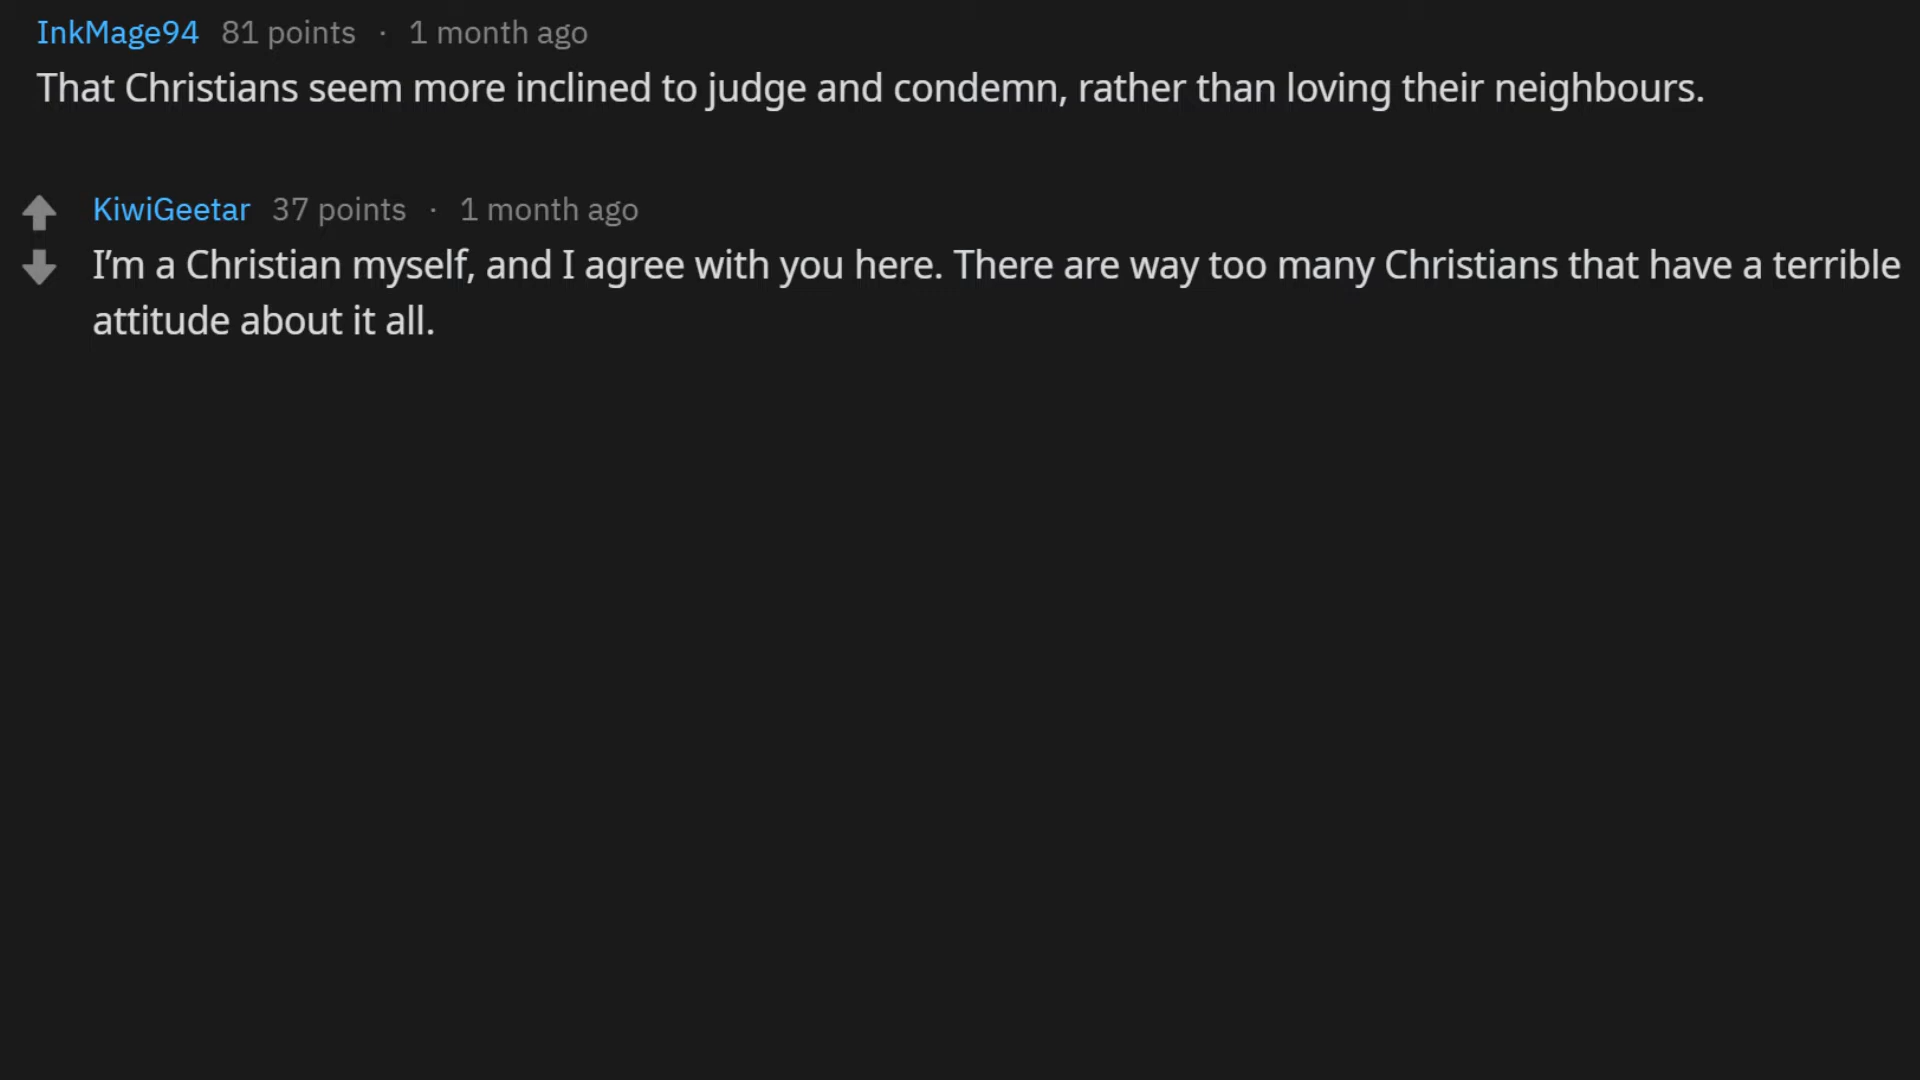 InkMage94 81 points · 1 month ago
That Christians seem more inclined to judge and condemn, rather than loving their neighbours.
KiwiGeetar 37 points · 1 month ago
I’m a Christian myself, and I agree with you here. There are way too many Christians that have a terrible
attitude about it all.